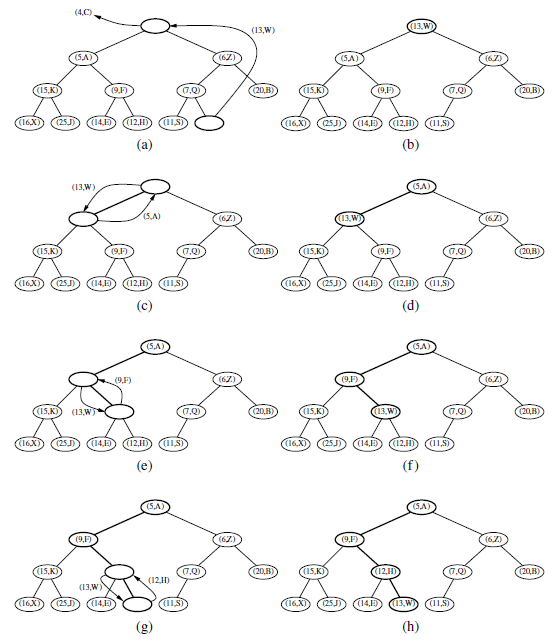 (4,C) (13,W) (13,W)
(5,A) (6,Z) (5,A) (6,Z)
(15,K) (9,F) (7,Q) (20,B) (15,K) (9,F) (7,Q) (20,B)
(16,X) (25,J) (14,E) (12,H) (11,S) (16,X) (25,J) (14,E) (12,H) (11,S)
(a) (b)
(13,W) (5,A) (5,A)
(6,Z) (13,W) (6,Z)
(15,K) (9,F) (7,Q) (20,B) (15,K) (9,F) (7,Q) (20,B)
(16,X) (25,J) (14,E) (12,H) (11,S) (16,X) (25,J) (14,E) (12,H) (11,S)
(c) (d)
(5,A) (5,A)
(9,F) (6,Z) (9,F) (6,Z)
(15,K) (13,W) (7,Q) (20,B) (15,K) (13,W) (7,Q) (20,B)
(16,X) (25,J) (14,E) (12,H) (11,S) (16,X) (25,J) (14,E) (12,H) (11,S)
(e) (f)
(5,A) (5,A)
(9,F) (6,Z) (9,F) (6,Z)
(15,K) (7,Q) (20,B) (15,K) (12,H) (7,Q) (20,B)
(13,W) (12,H)
(16,X) (25,J) (14,E) (11,S) (16,X) (25,J) (14,E) (13,W) (11,S)
(g) (h)